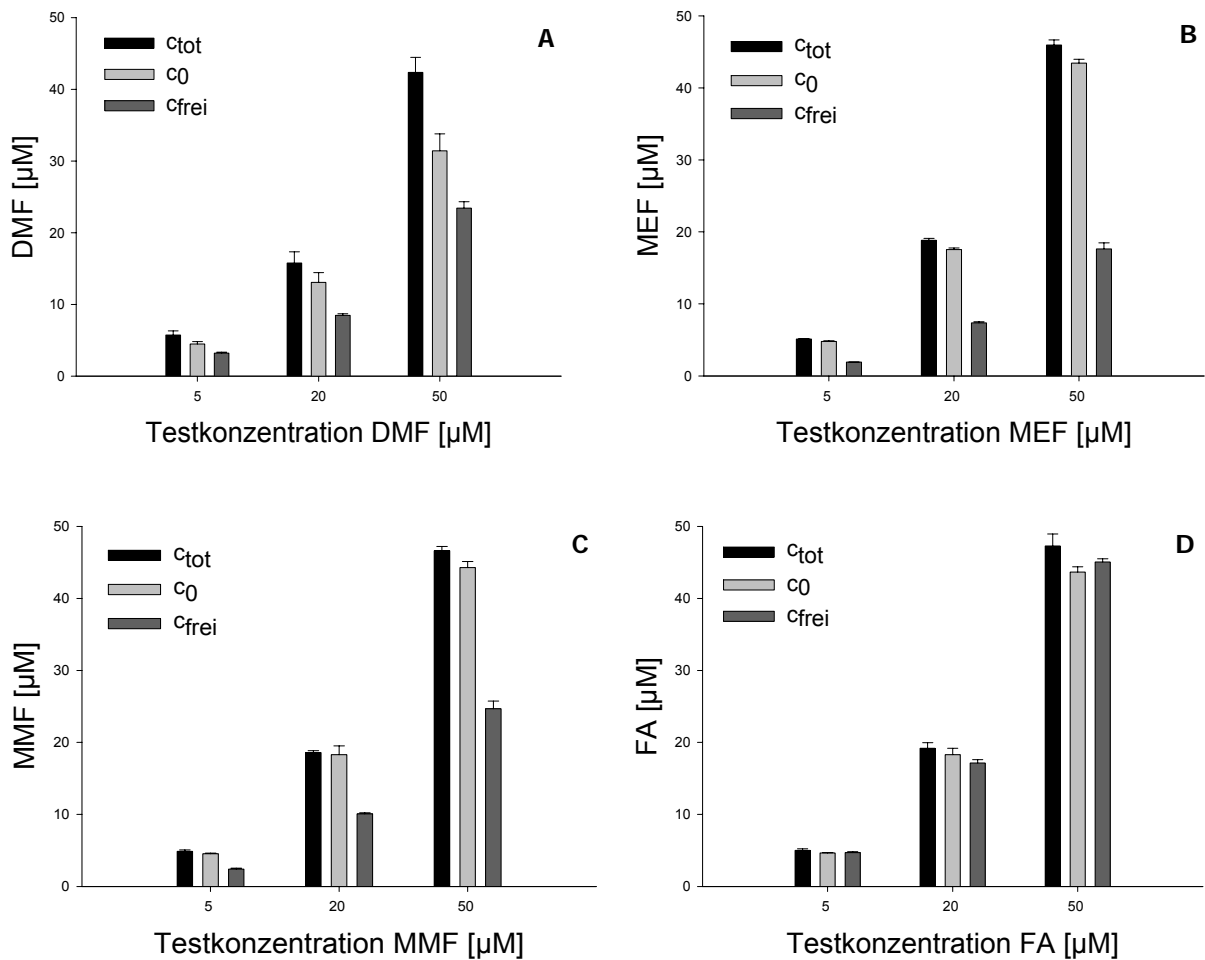 A
c_tot
c_0
c_frei
DMF [µM]
50
40
30
20
10
0
5 20 50
Testkonzentration DMF [µM]
B
c_tot
c_0
c_frei
MEF [µM]
50
40
30
20
10
0
5 20 50
Testkonzentration MEF [µM]
C
c_tot
c_0
c_frei
MMF [µM]
50
40
30
20
10
0
5 20 50
Testkonzentration MMF [µM]
D
c_tot
c_0
c_frei
FA [µM]
50
40
30
20
10
0
5 20 50
Testkonzentration FA [µM]